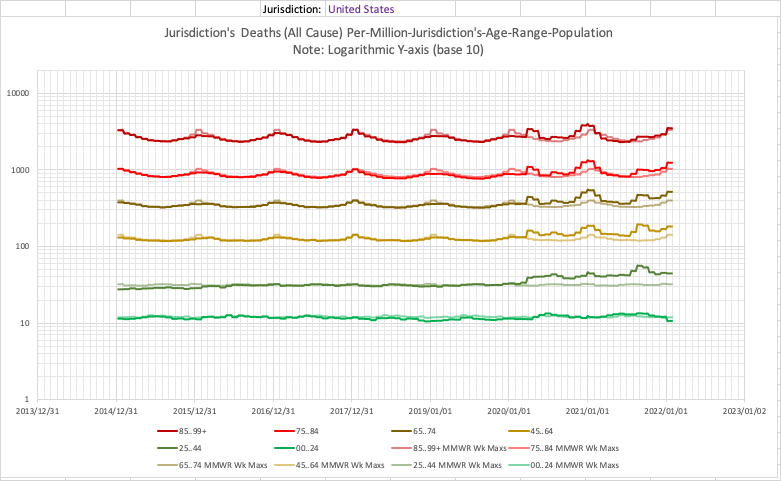 Jurisdiction: United States
Jurisdiction's Deaths (All Cause) Per-Million-Jurisdiction's-Age-Range-Population
Note: Logarithmic Y-axis (base 10)
10000
1000
100
10
1
2013/12/31 2014/12/31 2015/12/31 2016/12/31 2017/12/31 2019/01/01 2020/01/01 2021/01/01 2022/01/01 2023/01/02
85..99+ 75..84 65..74 45..64
25..44 00..24 85..99+ MMWR Wk Maxs 75..84 MMWR Wk Maxs
65..74 MMWR Wk Maxs 45..64 MMWR Wk Maxs 25..44 MMWR Wk Maxs 00..24 MMWR Wk Maxs